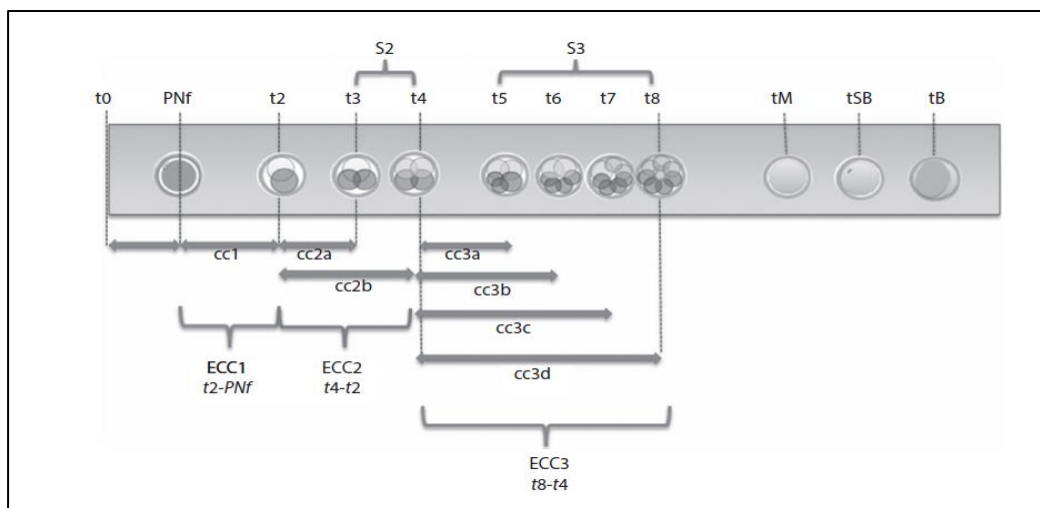 S2 S3
t0 PNf t2 t3 t4 t5 t6 t7 t8 tM tSB tB
cc1 cc2a cc3a
cc2b cc3b
cc3c
cc3d
ECC1 ECC2
t2-PNf t4-t2
ECC3
t8-t4